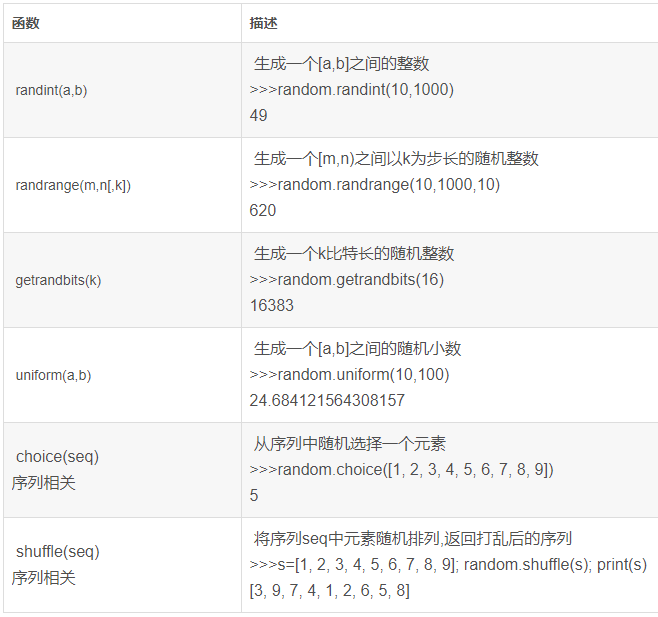 函数
描述
randint(a,b)
生成一个[a,b]之间的整数
>>>random.randint(10,1000)
49
randrange(m,n[,k])
生成一个[m,n)之间以k为步长的随机整数
>>>random.randrange(10,1000,10)
620
getrandbits(k)
生成一个k比特长的随机整数
>>>random.getrandbits(16)
16383
uniform(a,b)
生成一个[a,b]之间的随机小数
>>>random.uniform(10,100)
24.684121564308157
choice(seq)
序列相关
从序列中随机选择一个元素
>>>random.choice([1, 2, 3, 4, 5, 6, 7, 8, 9])
5
shuffle(seq)
序列相关
将序列seq中元素随机排列,返回打乱后的序列
>>>s=[1, 2, 3, 4, 5, 6, 7, 8, 9]; random.shuffle(s); print(s)
[3, 9, 7, 4, 1, 2, 6, 5, 8]